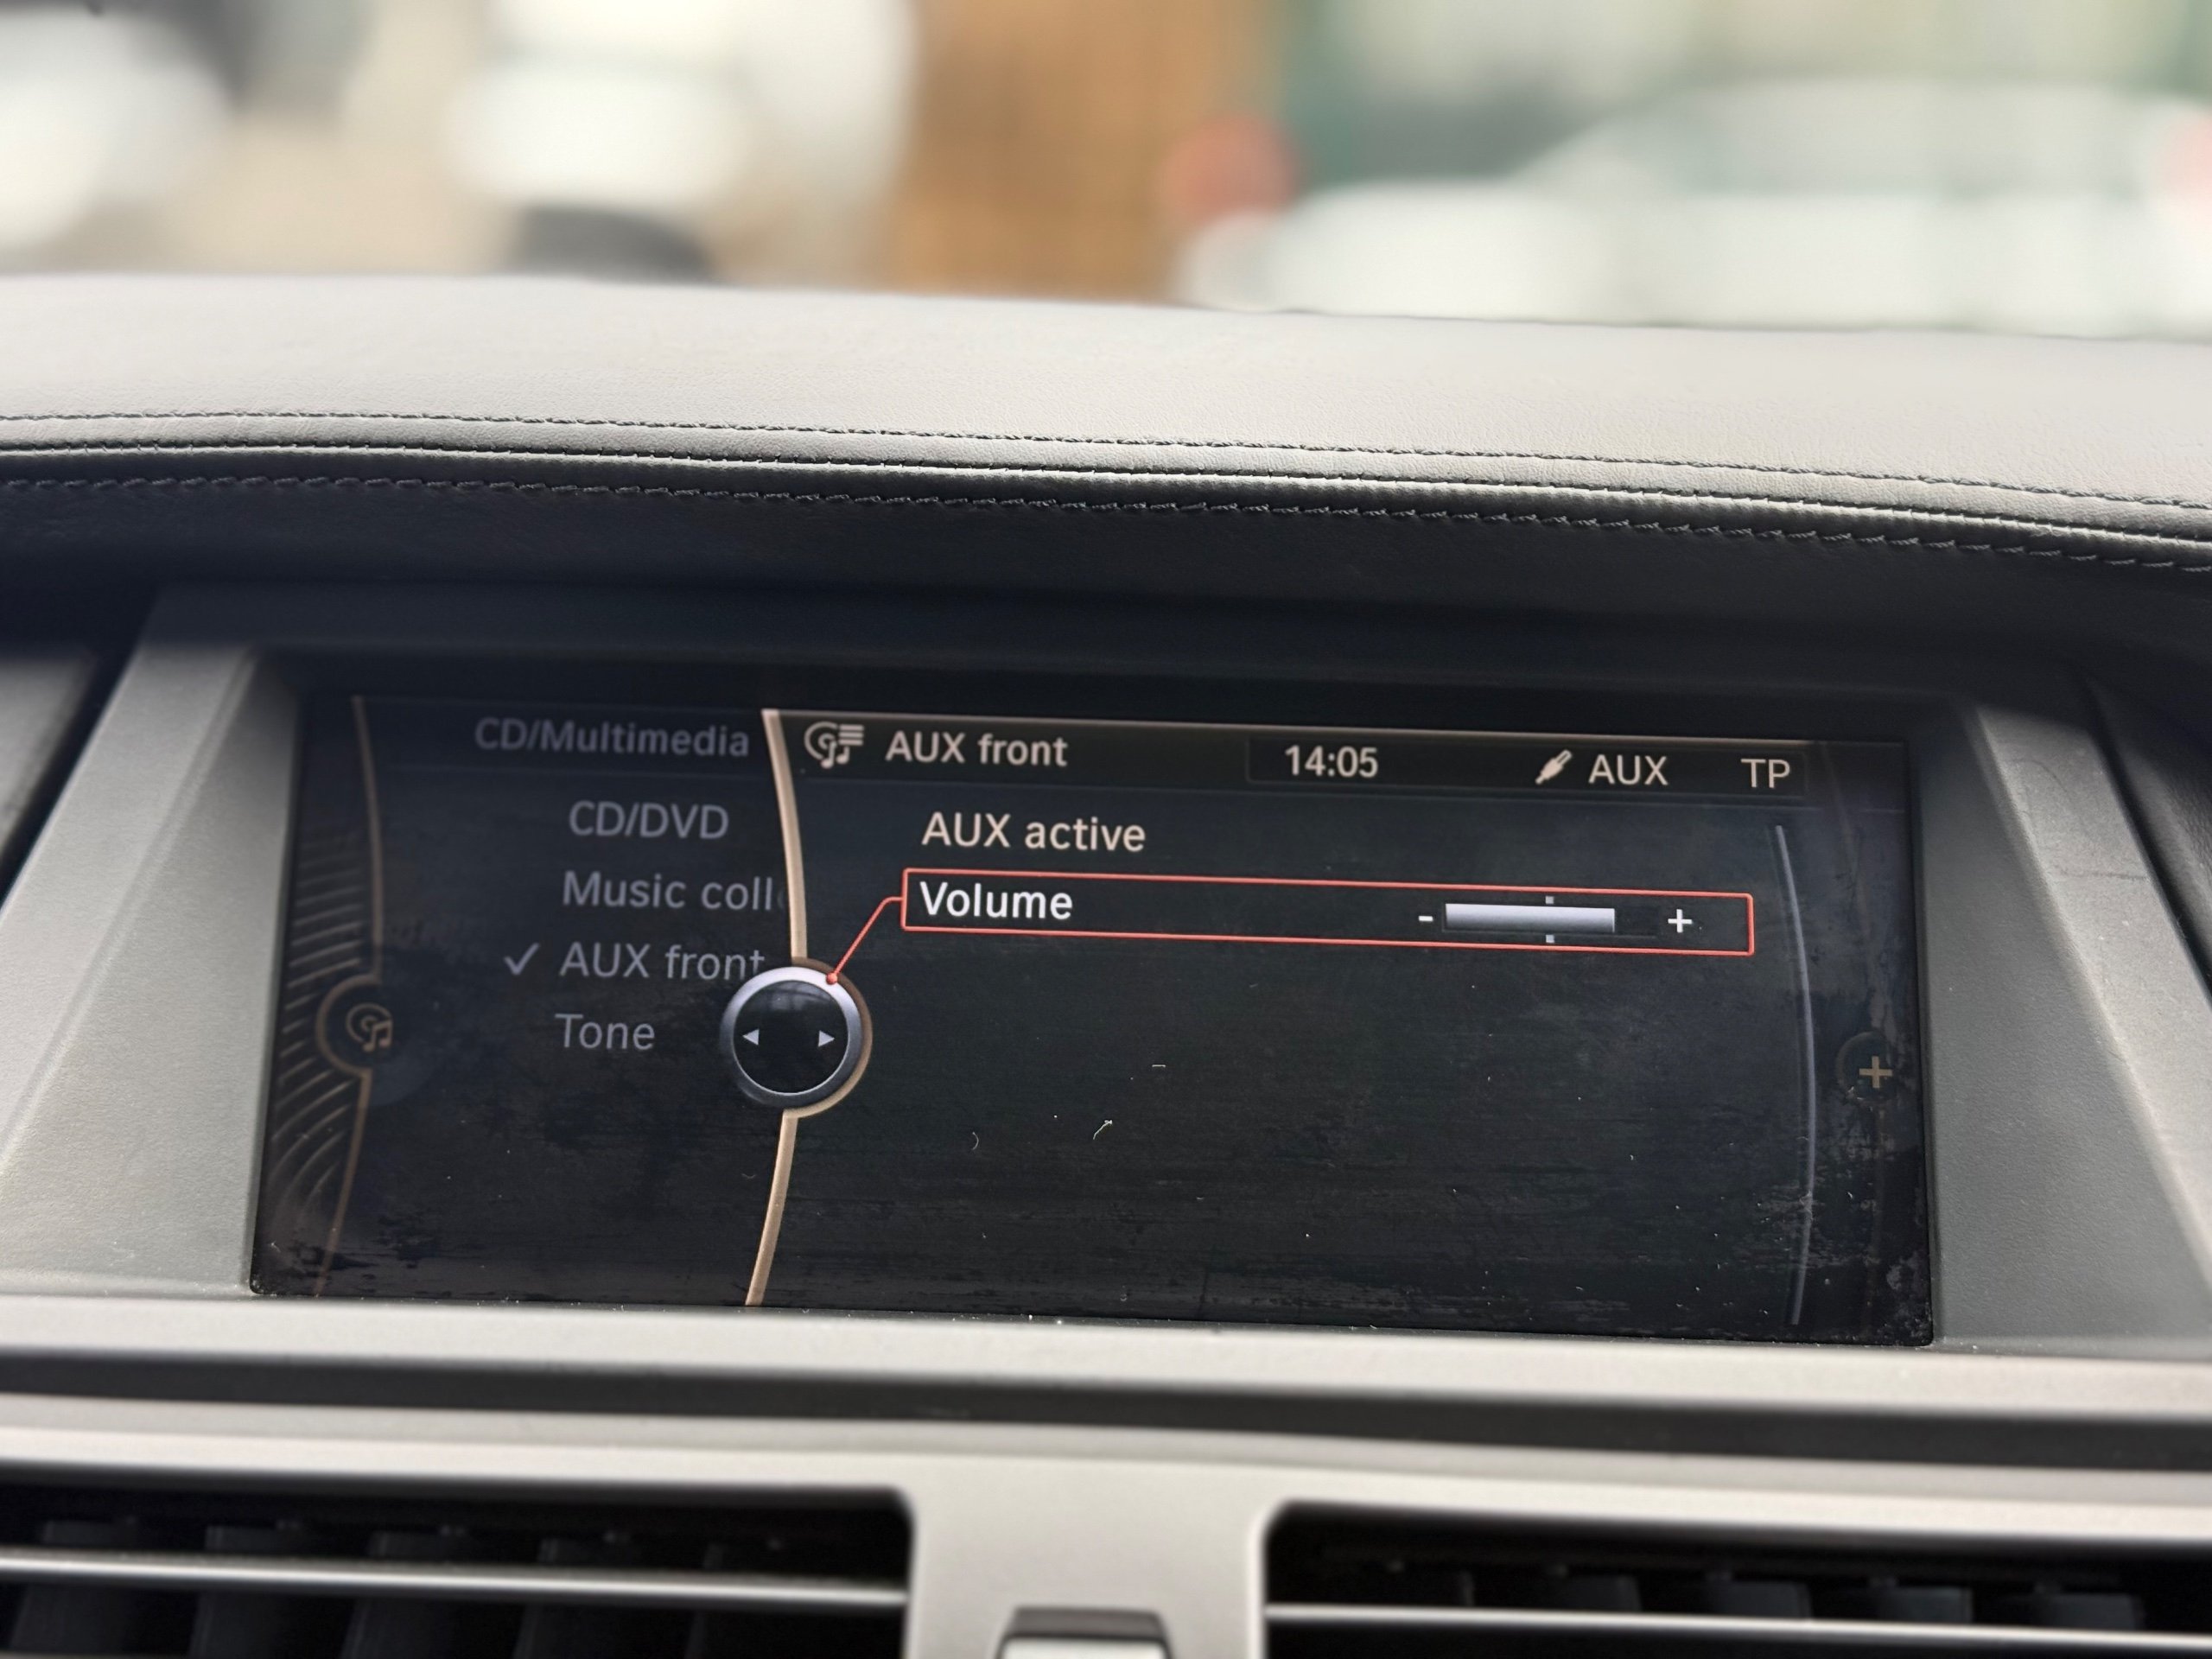 CD/Multimedia
CD/DVD
Music coll
✓ AUX front
Tone
AUX front 14:05 AUX TP
AUX active
Volume - +
+